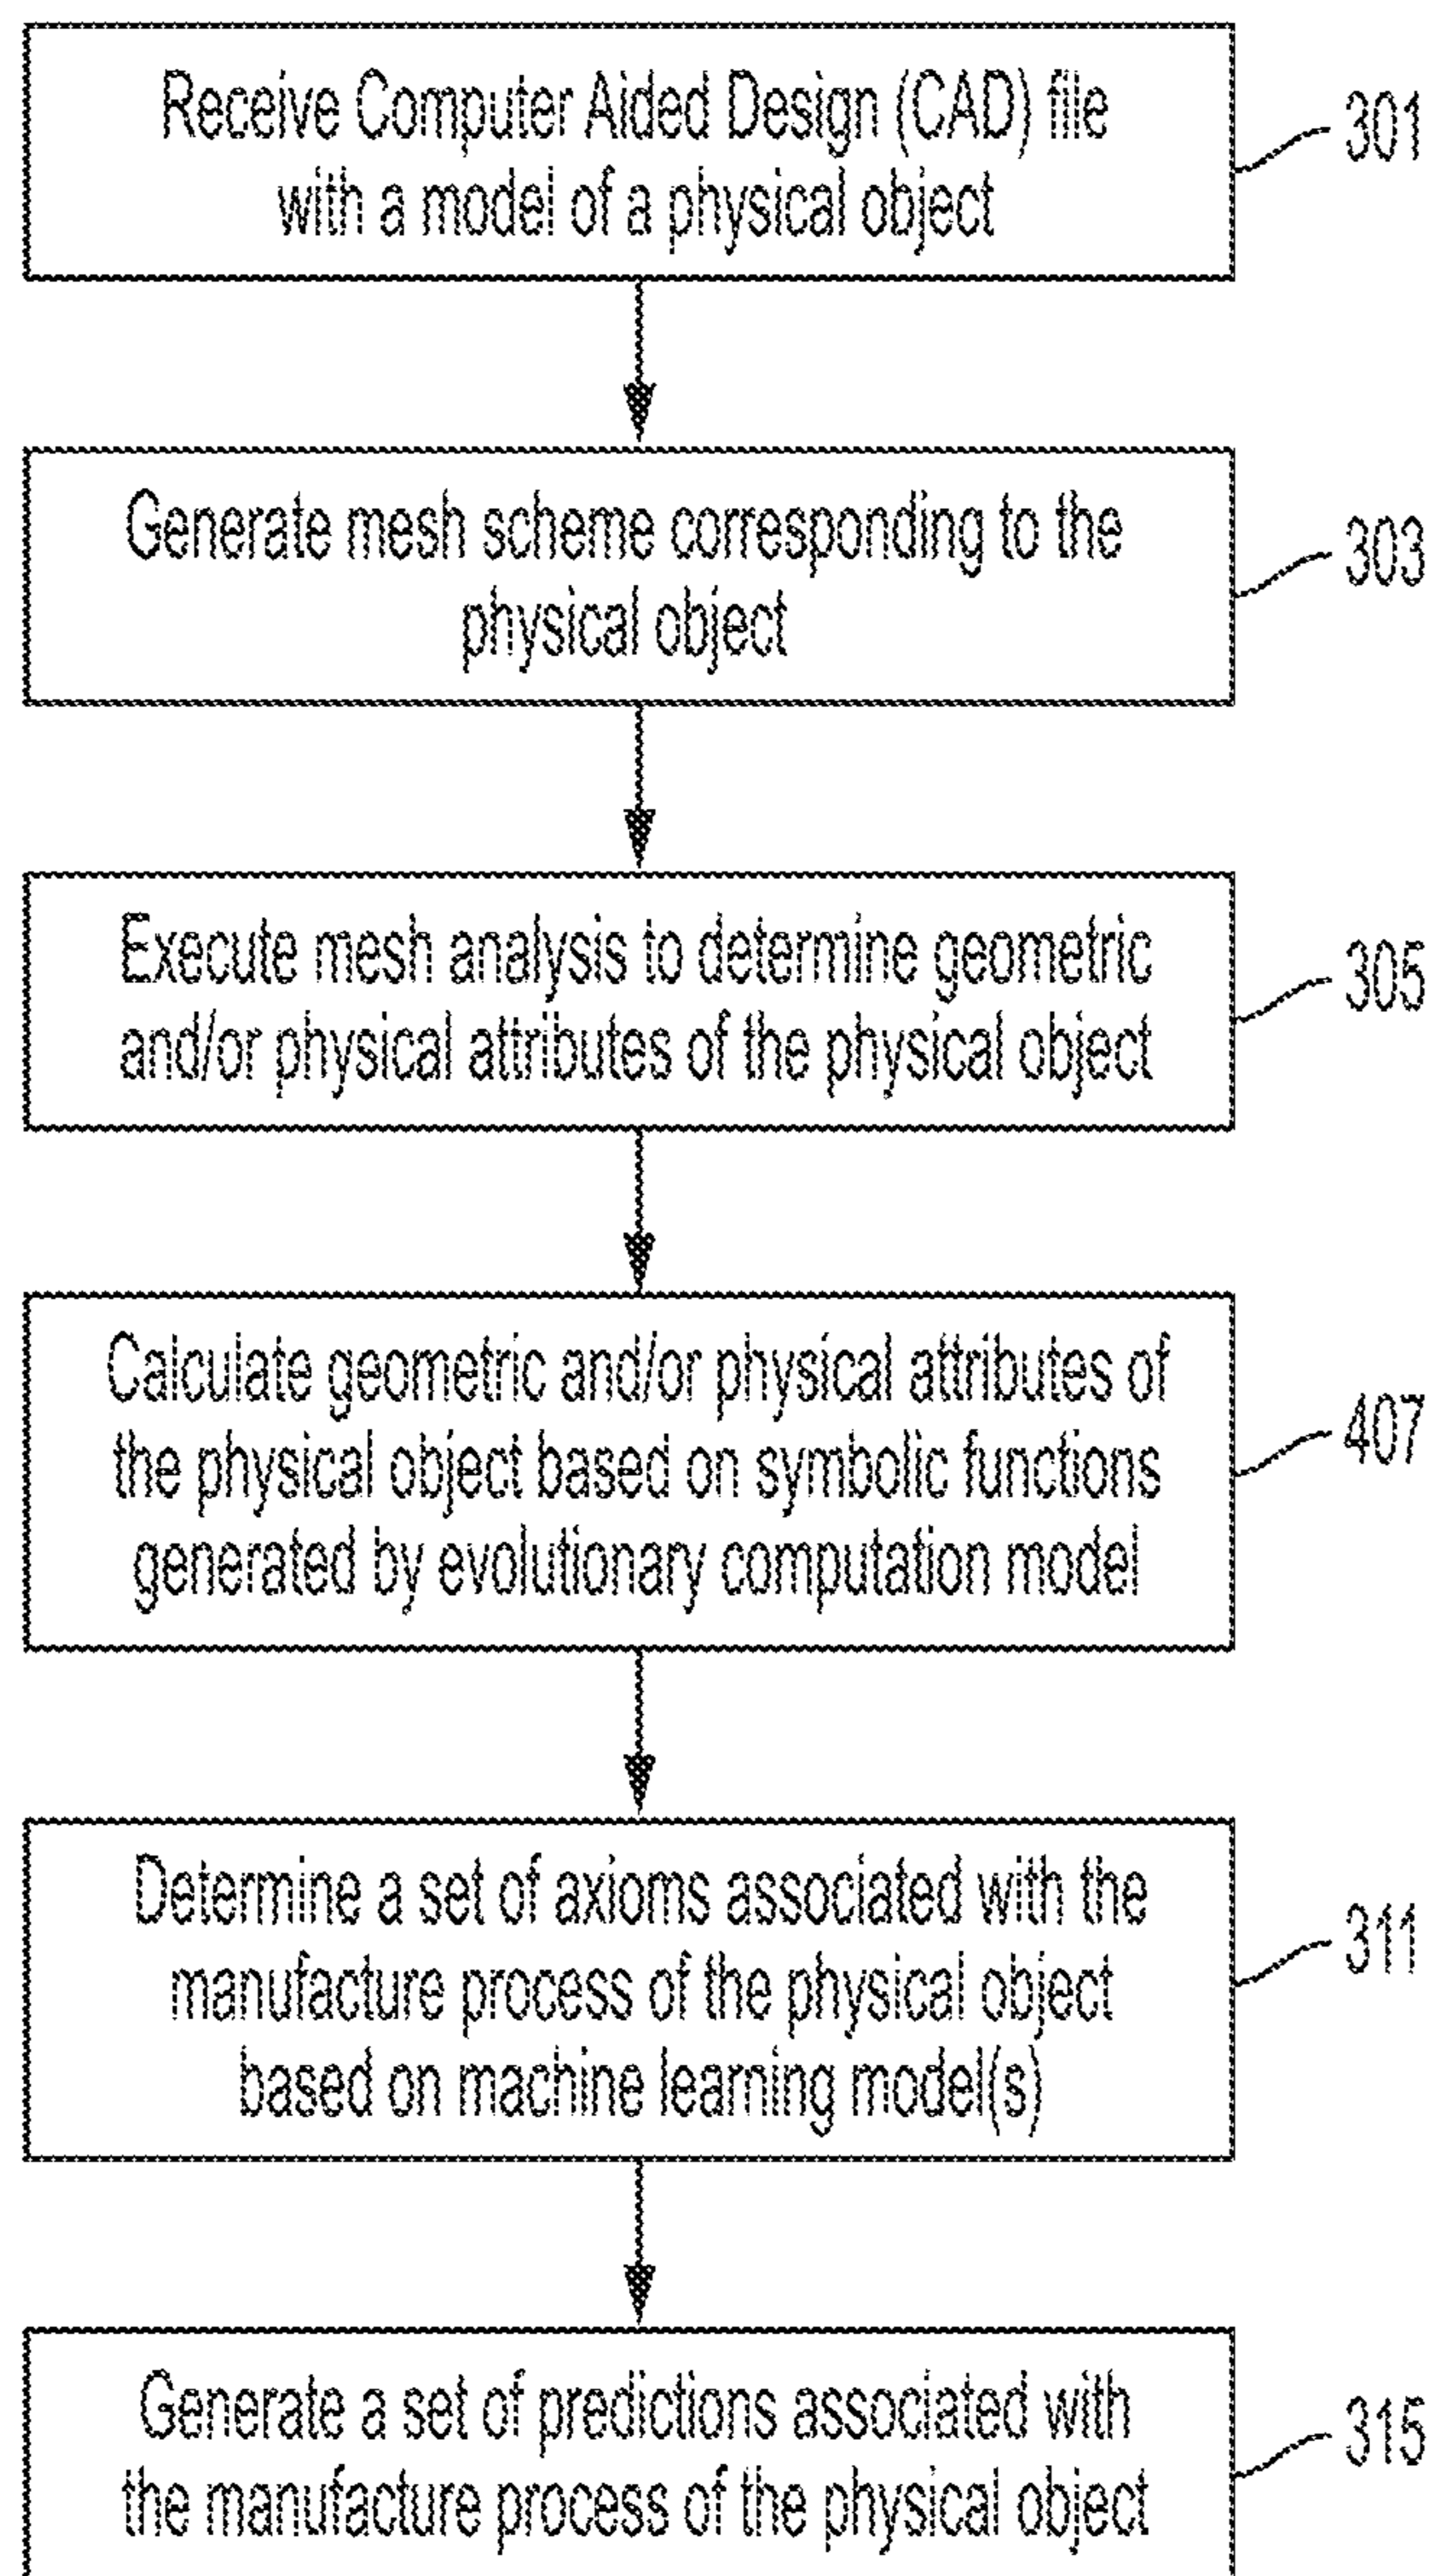 Receive Computer Aided Design (CAD) file
with a model of a physical object
301
Generate mesh scheme corresponding to the
physical object
303
Execute mesh analysis to determine geometric
and/or physical attributes of the physical object
305
Calculate geometric and/or physical attributes of
the physical object based on symbolic functions
generated by evolutionary computation model
407
Determine a set of axioms associated with the
manufacture process of the physical object
based on machine learning model(s)
311
Generate a set of predictions associated with
the manufacture process of the physical object
315